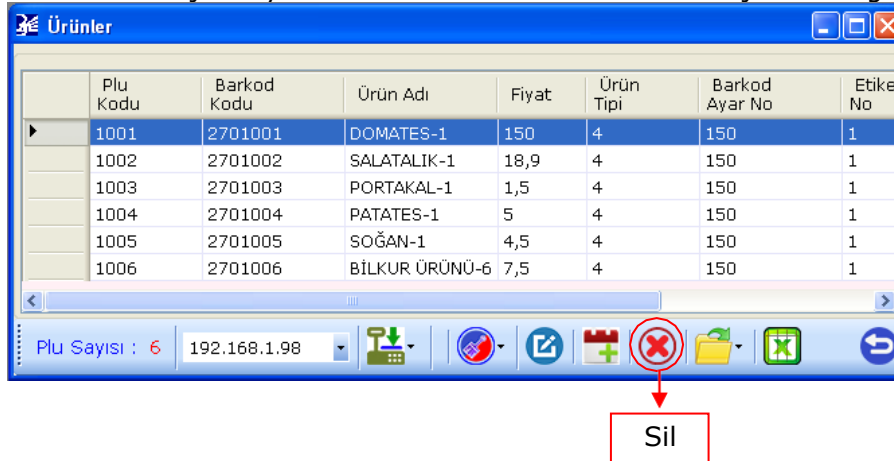 Ürünler
Plu Kodu Barkod Kodu Ürün Adı Fiyat Ürün Tipi Barkod Ayar No Etike No
1001 2701001 DOMATES-1 150 4 150 1
1002 2701002 SALATALIK-1 18,9 4 150 1
1003 2701003 PORTAKAL-1 1,5 4 150 1
1004 2701004 PATATES-1 5 4 150 1
1005 2701005 SOĞAN-1 4,5 4 150 1
1006 2701006 BİLKUR ÜRÜNÜ-6 7,5 4 150 1
Plu Sayısı : 6 192.168.1.98
Sil